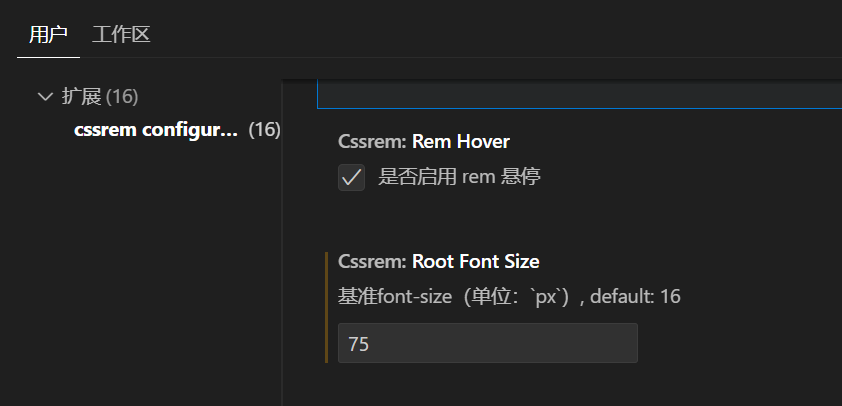 用户 工作区
扩展 (16)
cssrem configur... (16)
Cssrem: Rem Hover
是否启用 rem 悬停
Cssrem: Root Font Size
基准font-size（单位：`px`）, default: 16
75